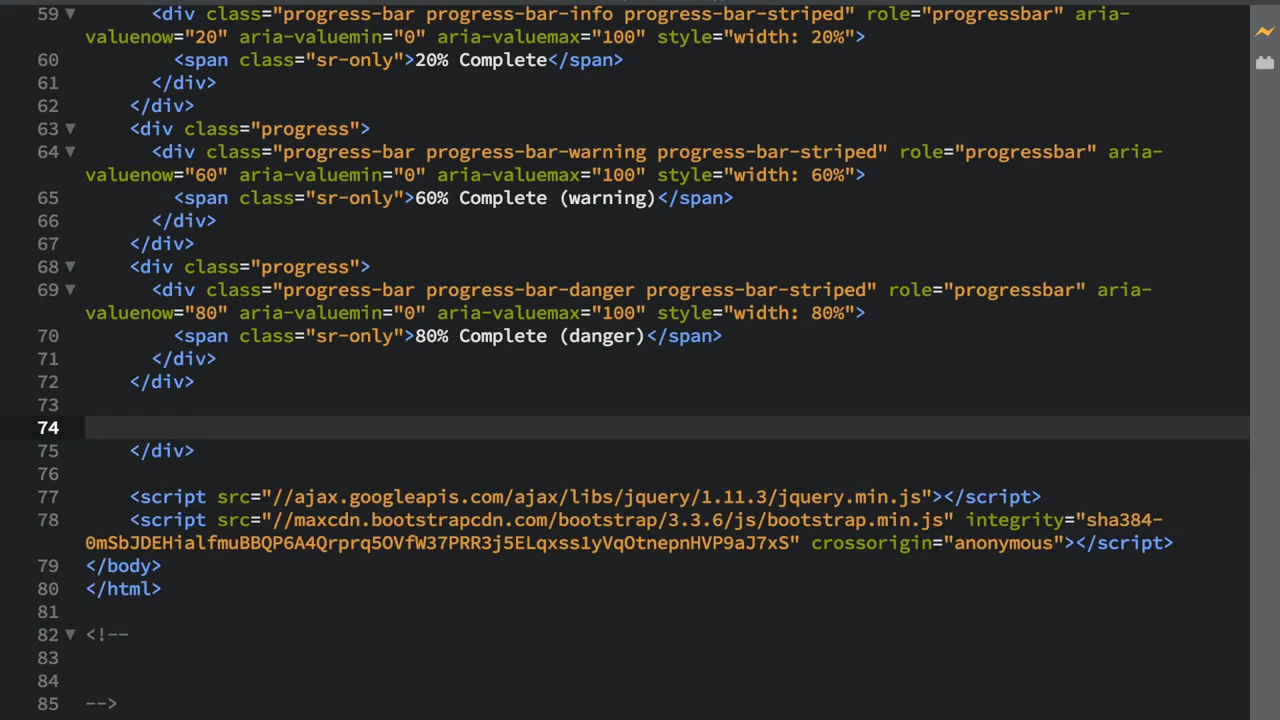 59 ▼ <div class="progress-bar progress-bar-info progress-bar-striped" role="progressbar" aria-
valuenow="20" aria-valuemin="0" aria-valuemax="100" style="width: 20%">
60 <span class="sr-only">20% Complete</span>
61 </div>
62 </div>
63 ▼ <div class="progress">
64 ▼ <div class="progress-bar progress-bar-warning progress-bar-striped" role="progressbar" aria-
valuenow="60" aria-valuemin="0" aria-valuemax="100" style="width: 60%">
65 <span class="sr-only">60% Complete (warning)</span>
66 </div>
67 </div>
68 ▼ <div class="progress">
69 ▼ <div class="progress-bar progress-bar-danger progress-bar-striped" role="progressbar" aria-
valuenow="80" aria-valuemin="0" aria-valuemax="100" style="width: 80%">
70 <span class="sr-only">80% Complete (danger)</span>
71 </div>
72 </div>
73
74
75 </div>
76
77 <script src="//ajax.googleapis.com/ajax/libs/jquery/1.11.3/jquery.min.js"></script>
78 <script src="//maxcdn.bootstrapcdn.com/bootstrap/3.3.6/js/bootstrap.min.js" integrity="sha384-
0mSbJDEHialfmuBBQP6A4Qrprq5OVfW37PRR3j5ELqxss1yVqOtnepnHVP9aJ7xS" crossorigin="anonymous"></script>
79 </body>
80 </html>
81
82 ▼ <!--
83
84
85 -->